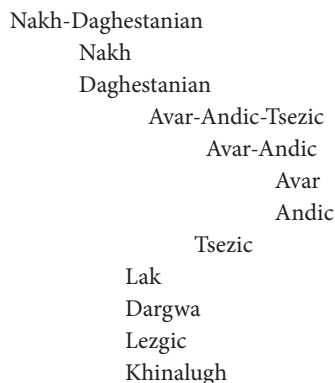 Nakh-Daghestanian
Nakh
Daghestanian
Avar-Andic-Tsezic
Avar-Andic
Avar
Andic
Tsezic
Lak
Dargwa
Lezgic
Khinalugh